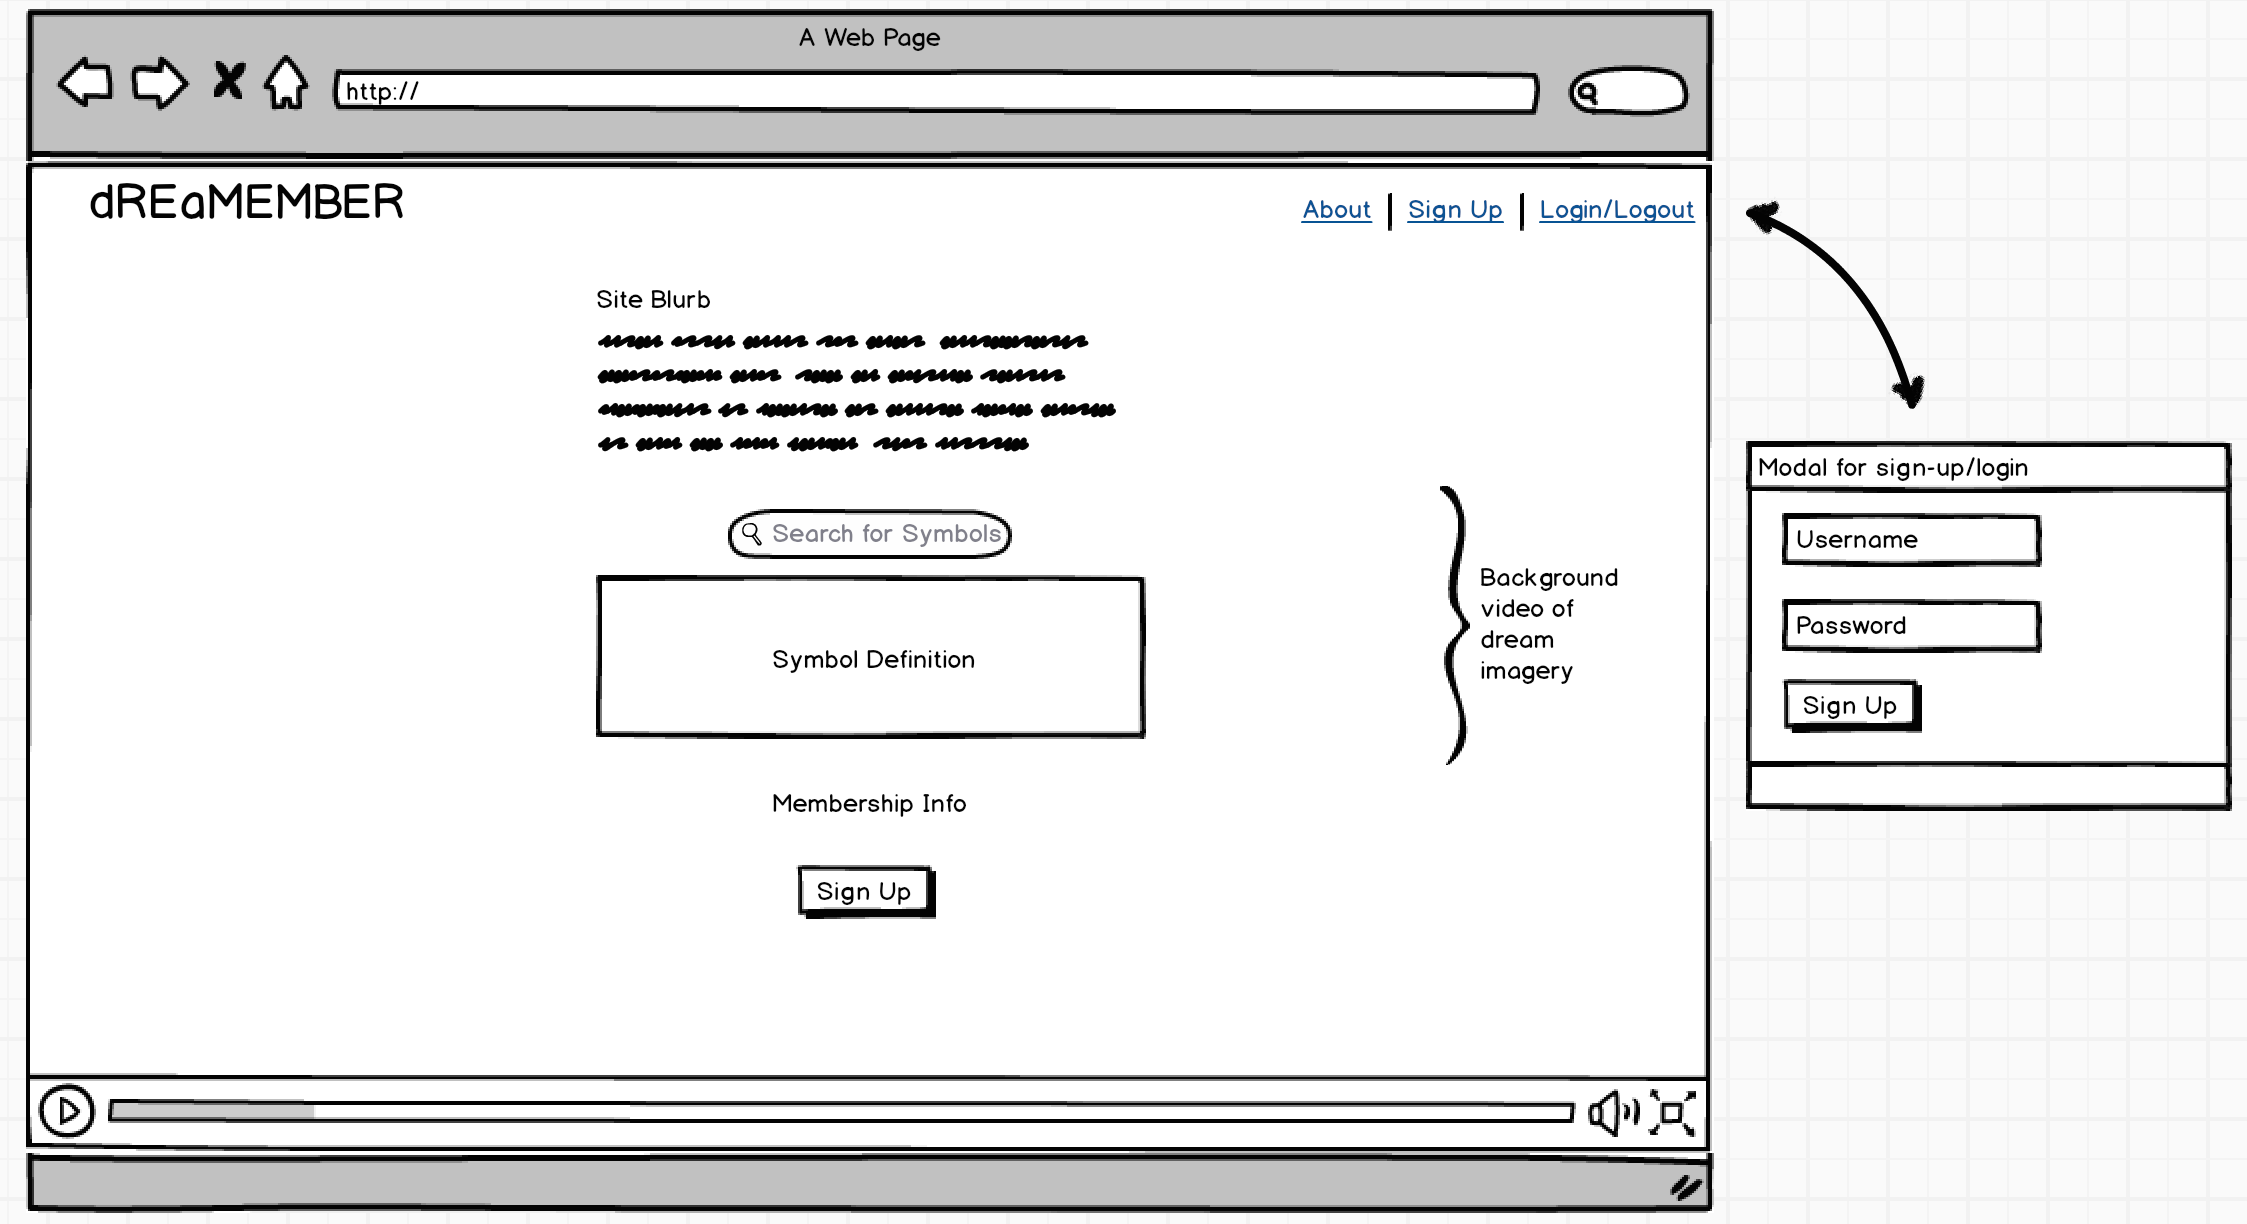 A Web Page
http://
dREaMEMBER
About | Sign Up | Login/Logout
Site Blurb
Search for Symbols
Symbol Definition
Background
video of
dream
imagery
Membership Info
Sign Up
Modal for sign-up/login
Username
Password
Sign Up